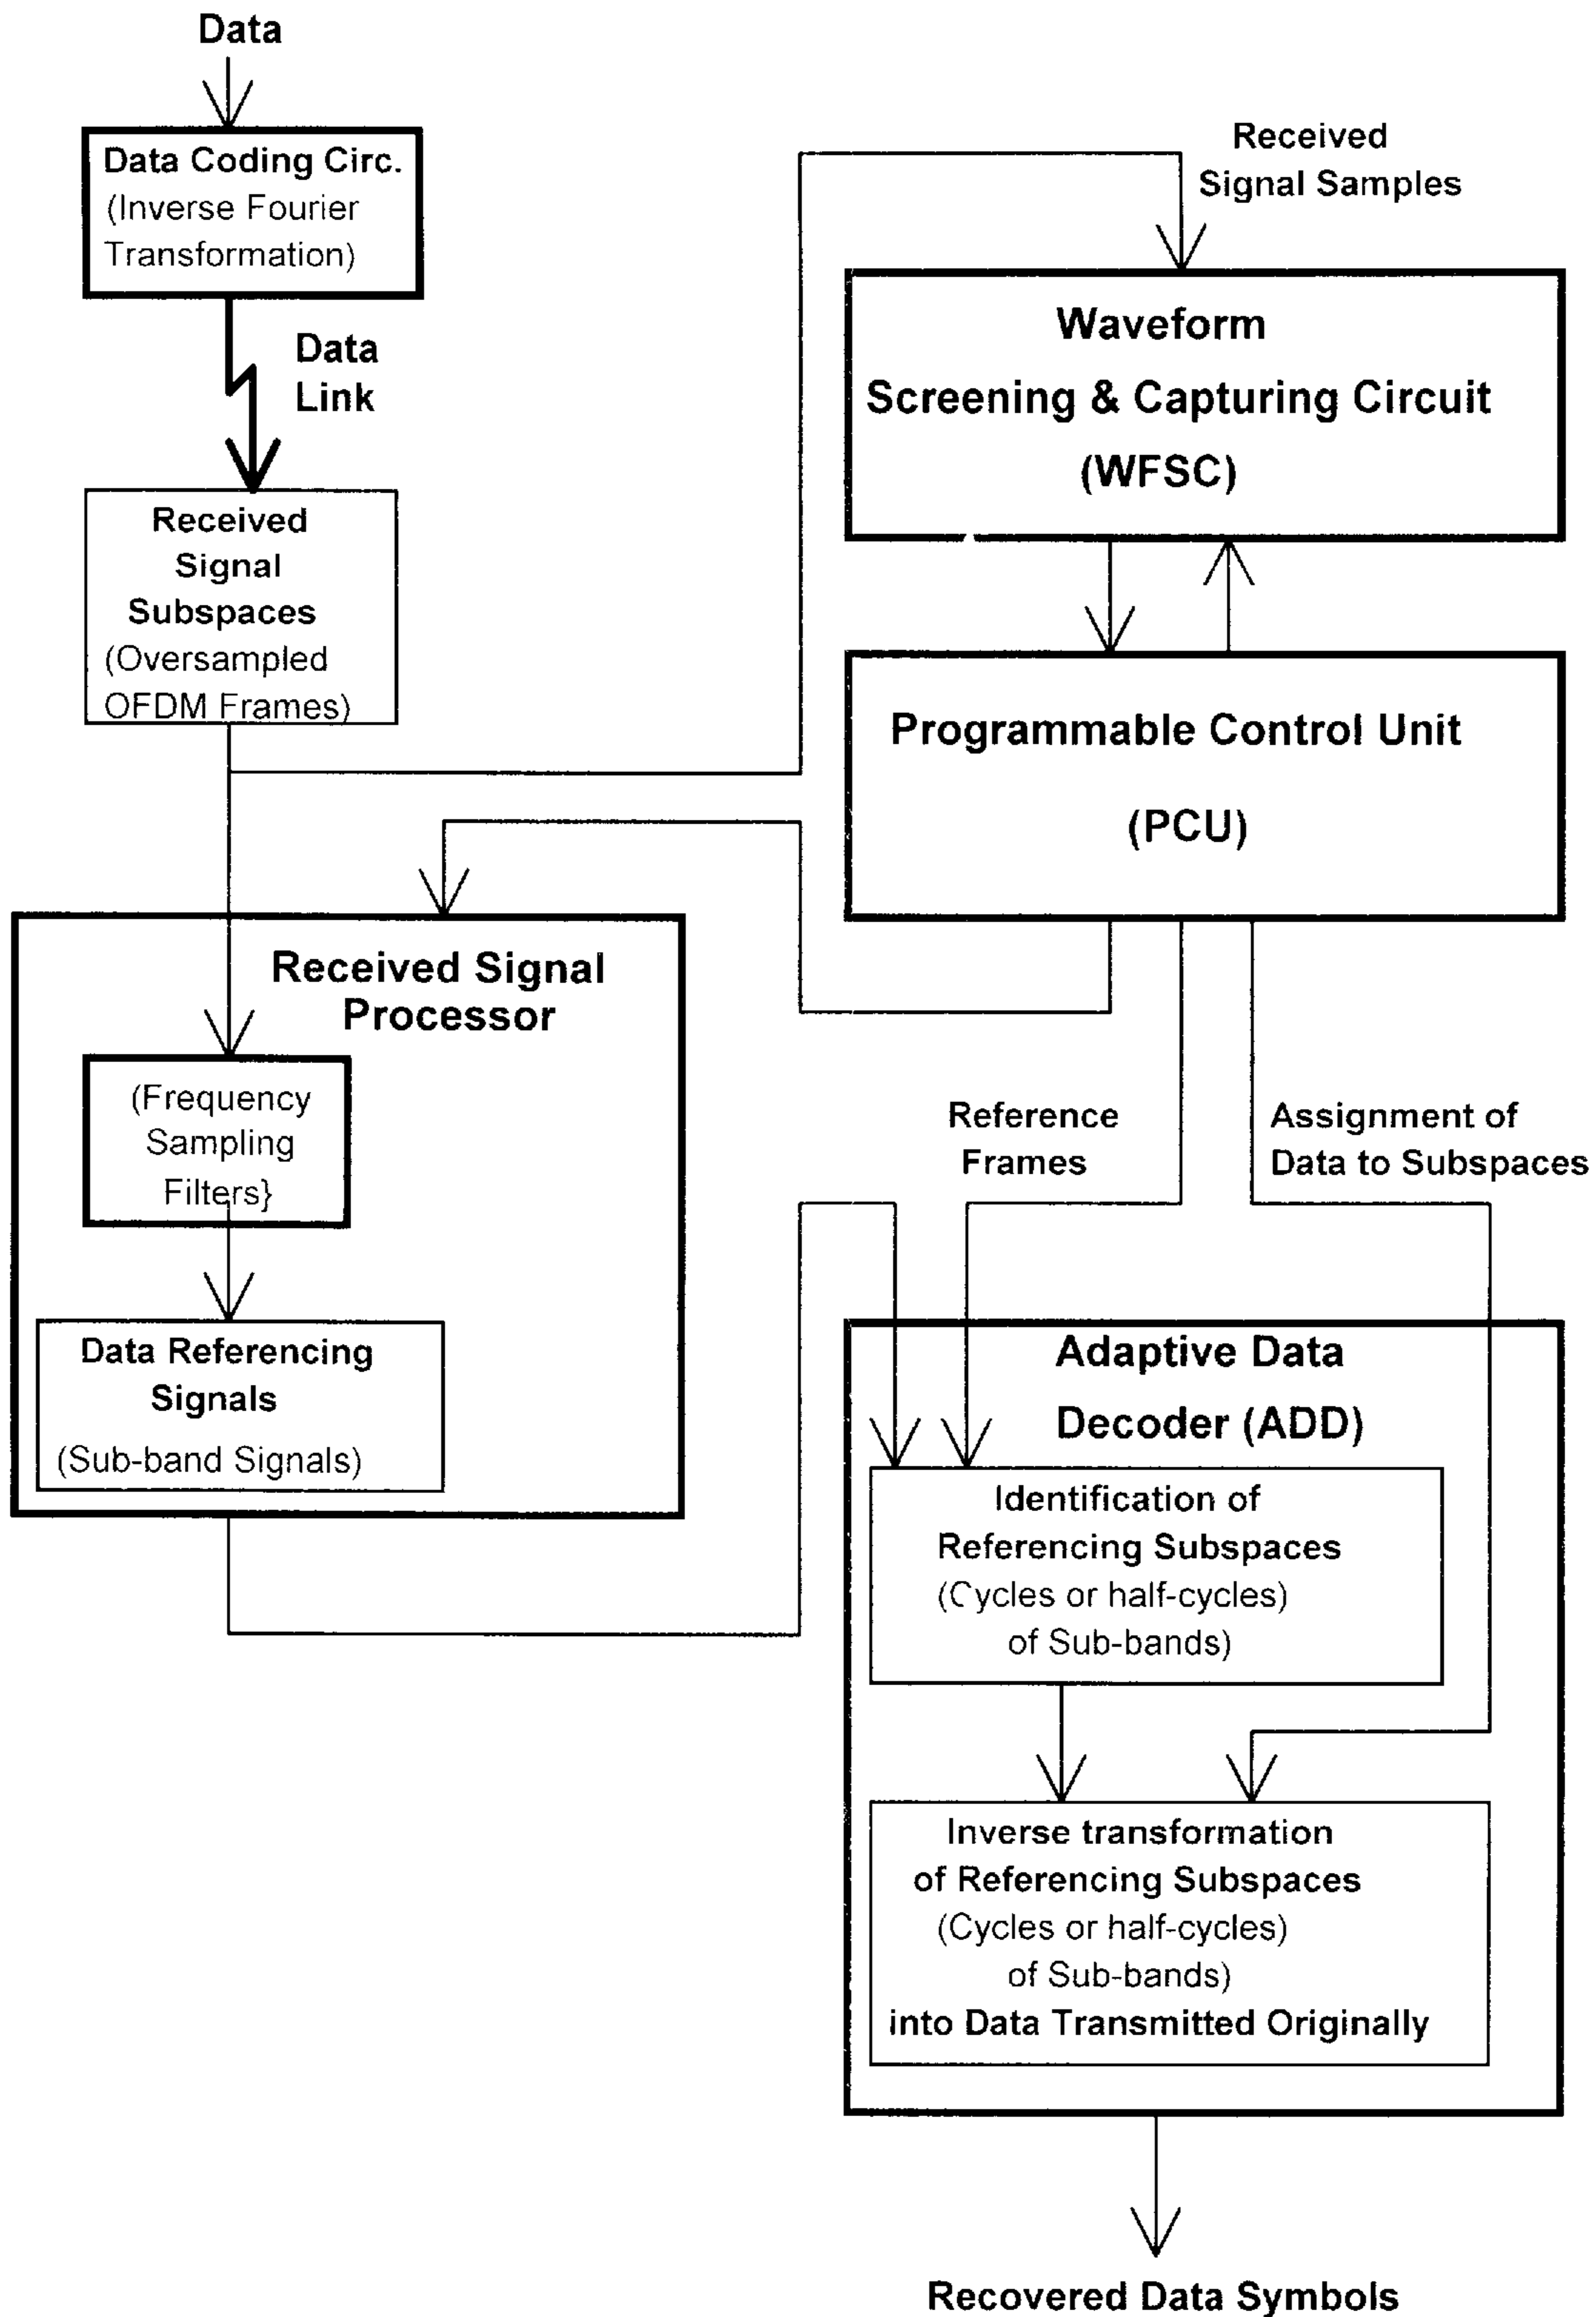 Data
Data Coding Circ.
(Inverse Fourier
Transformation)
Data
Link
Received
Signal
Subspaces
(Oversampled
OFDM Frames)
Received
Signal Samples
Waveform
Screening & Capturing Circuit
(WFSC)
Programmable Control Unit
(PCU)
Received Signal
Processor
(Frequency
Sampling
Filters}
Data Referencing
Signals
(Sub-band Signals)
Reference
Frames
Assignment of
Data to Subspaces
Adaptive Data
Decoder (ADD)
Identification of
Referencing Subspaces
(Cycles or half-cycles)
of Sub-bands)
Inverse transformation
of Referencing Subspaces
(Cycles or half-cycles)
of Sub-bands)
into Data Transmitted Originally
Recovered Data Symbols